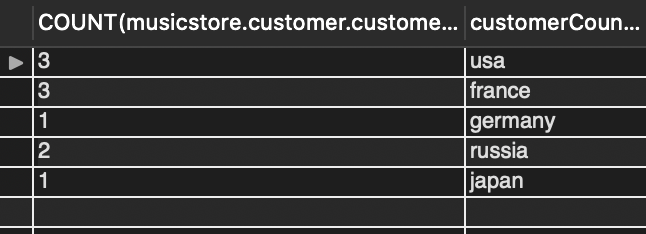 COUNT(musicstore.customer.custome... customerCoun...
3 usa
3 france
1 germany
2 russia
1 japan